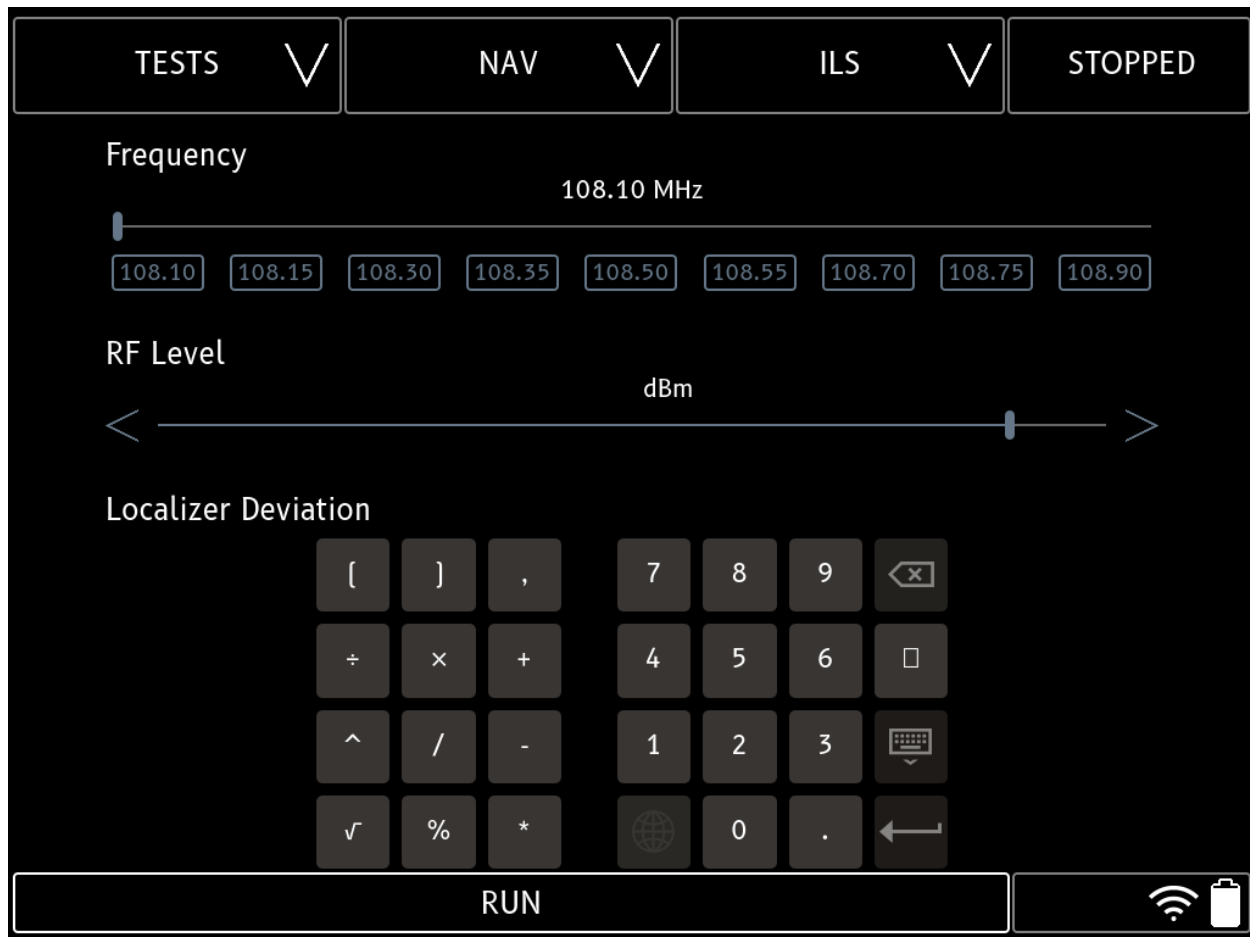 TESTS NAV ILS STOPPED
Frequency
108.10 MHz
108.10 108.15 108.30 108.35 108.50 108.55 108.70 108.75 108.90
RF Level
dBm
< >
Localizer Deviation
( ) , 7 8 9
÷ × + 4 5 6
^ / - 1 2 3
√ % * 0 .
RUN